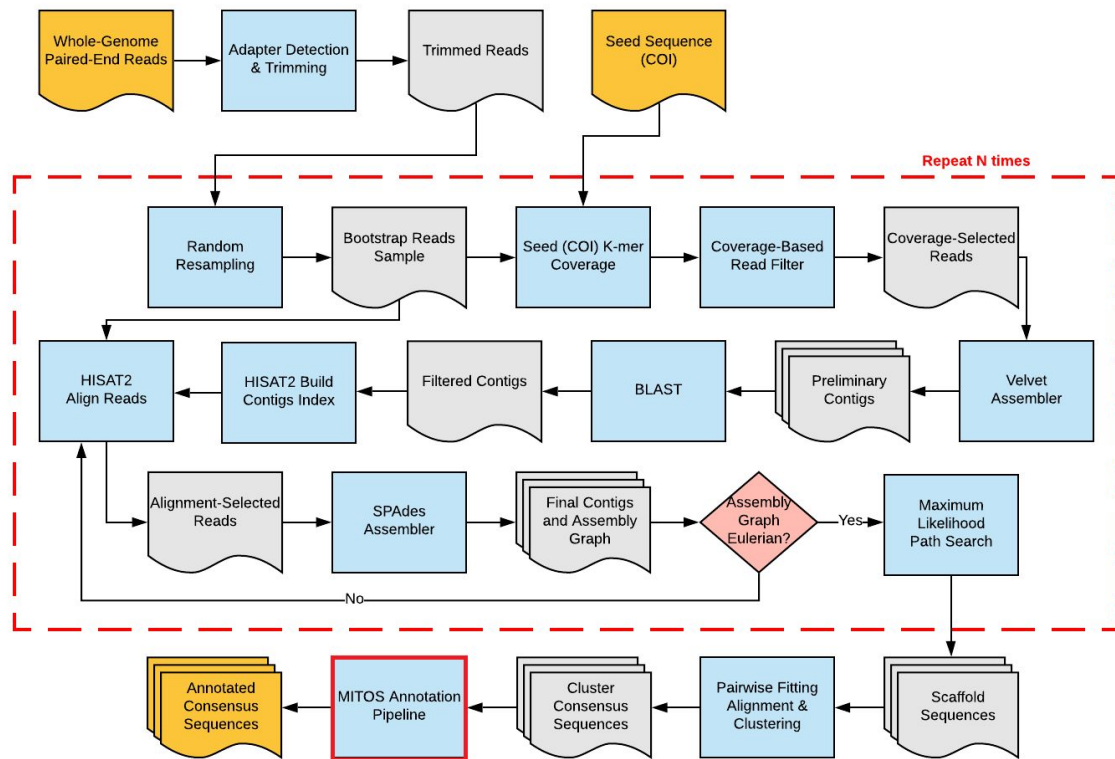 Whole-Genome
Paired-End Reads
Adapter Detection
& Trimming
Trimmed Reads
Seed Sequence
(COI)
Repeat N times
Random
Resampling
Bootstrap Reads
Sample
Seed (COI) K-mer
Coverage
Coverage-Based
Read Filter
Coverage-Selected
Reads
HISAT2
Align Reads
HISAT2 Build
Contigs Index
Filtered Contigs
BLAST
Preliminary
Contigs
Velvet
Assembler
Alignment-Selected
Reads
SPAdes
Assembler
Final Contigs
and Assembly
Graph
Assembly
Graph
Eulerian?
Yes
Maximum
Likelihood
Path Search
No
Annotated
Consensus
Sequences
MITOS Annotation
Pipeline
Cluster
Consensus
Sequences
Pairwise Fitting
Alignment &
Clustering
Scaffold
Sequences